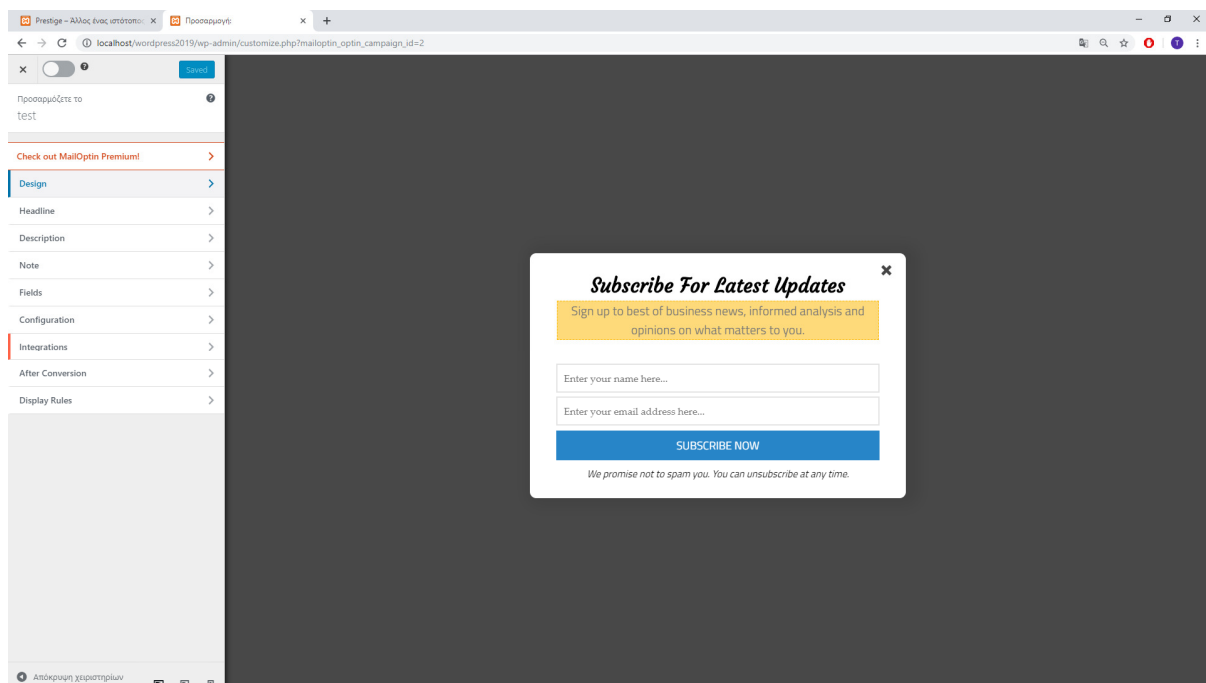 Prestige – Άλλος ένας ιστότοπος
Προσαρμογή:
localhost/wordpress2019/wp-admin/customize.php?mailoptin_optin_campaign_id=2
T
Saved
Προσαρμόζετε το
test
Check out MailOptin Premium!
Design
Headline
Description
Note
Fields
Configuration
Integrations
After Conversion
Display Rules
Απόκρυψη χειριστηρίων
Subscribe For Latest Updates
Sign up to best of business news, informed analysis and
opinions on what matters to you.
Enter your name here...
Enter your email address here...
SUBSCRIBE NOW
We promise not to spam you. You can unsubscribe at any time.